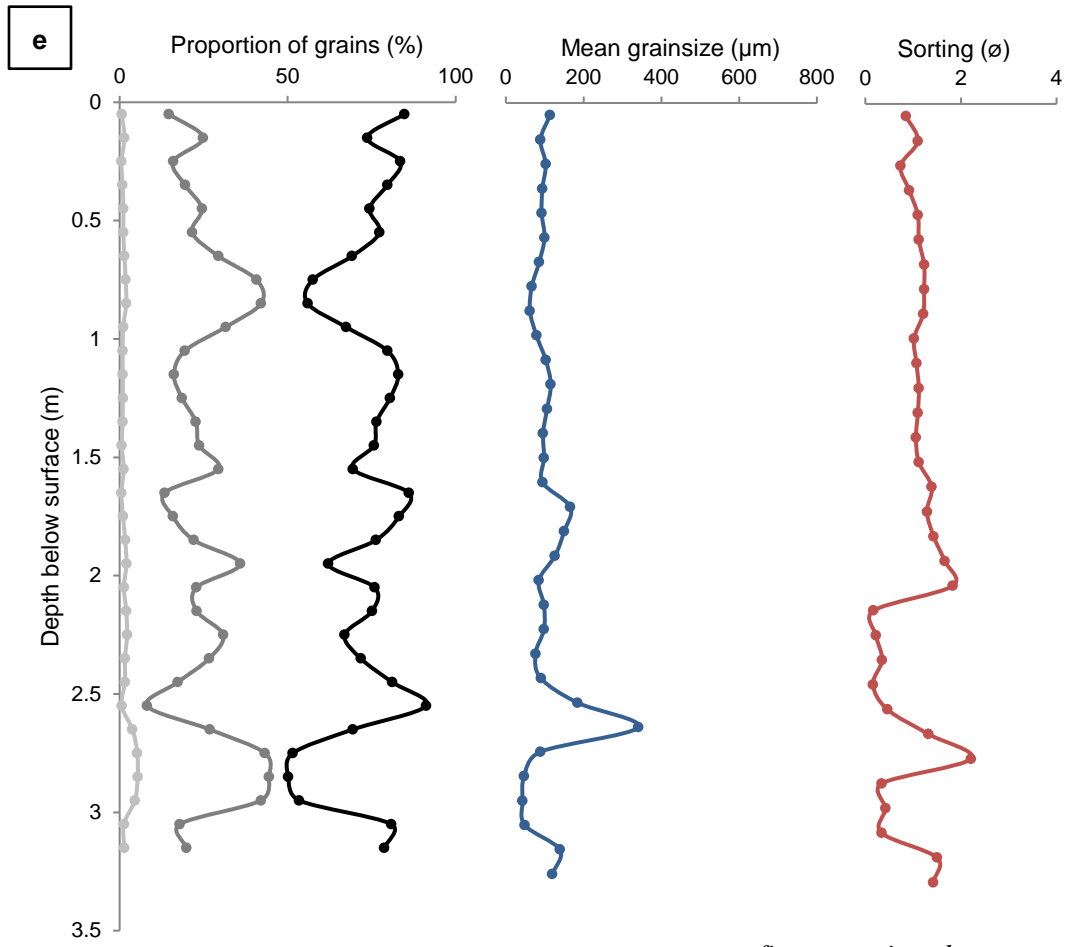 e
Proportion of grains (%)
Mean grainsize (µm)
Sorting (ø)
0 50 100
0 200 400 600 800
0 2 4
0
0.5
1
1.5
2
2.5
3
3.5
Depth below surface (m)